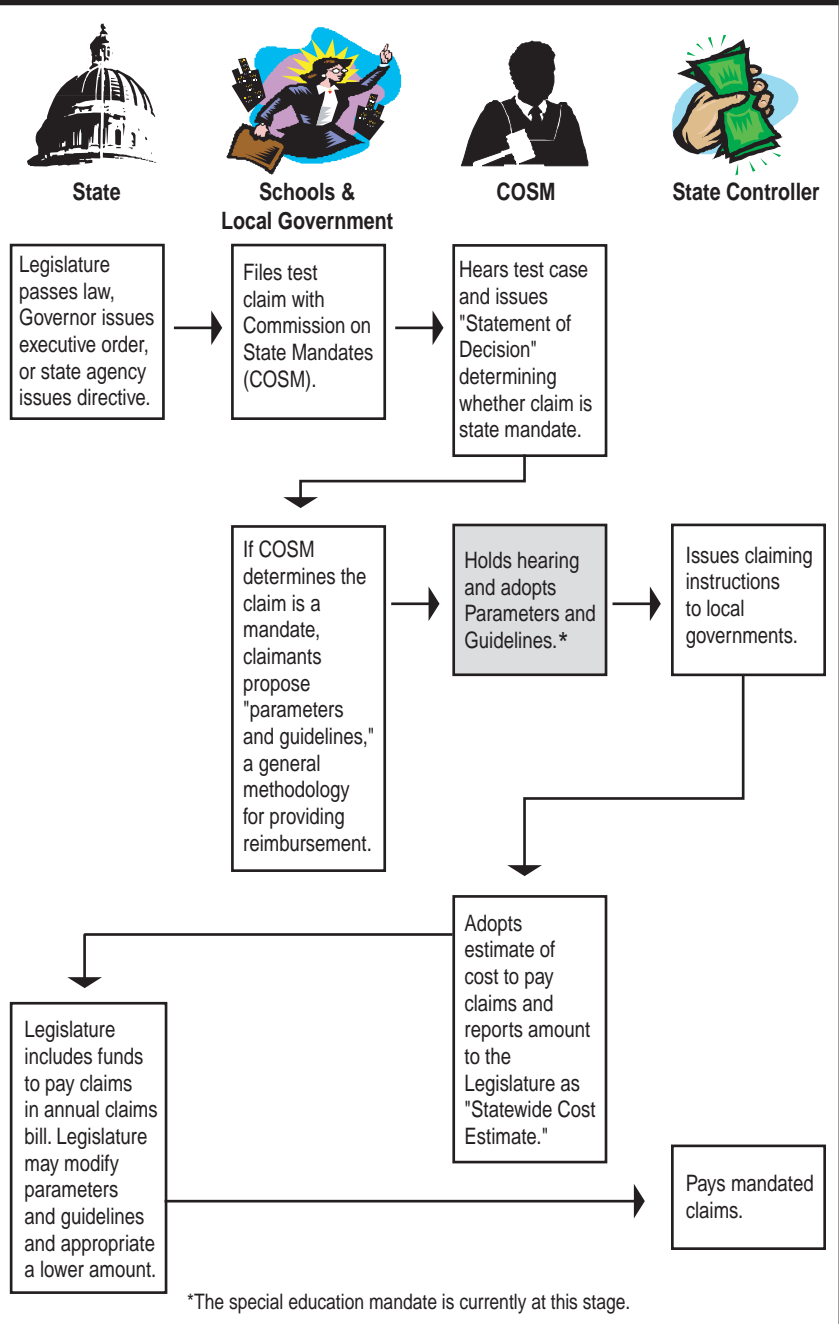 State
Schools &
Local Government
COSM
State Controller
Legislature
passes law,
Governor issues
executive order,
or state agency
issues directive.
Files test
claim with
Commission on
State Mandates
(COSM).
Hears test case
and issues
"Statement of
Decision"
determining
whether claim is
state mandate.
If COSM
determines the
claim is a
mandate,
claimants
propose
"parameters
and guidelines,"
a general
methodology
for providing
reimbursement.
Holds hearing
and adopts
Parameters and
Guidelines.*
Issues claiming
instructions
to local
governments.
Adopts
estimate of
cost to pay
claims and
reports amount
to the
Legislature as
"Statewide Cost
Estimate."
Legislature
includes funds
to pay claims
in annual claims
bill. Legislature
may modify
parameters
and guidelines
and appropriate
a lower amount.
Pays mandated
claims.
*The special education mandate is currently at this stage.